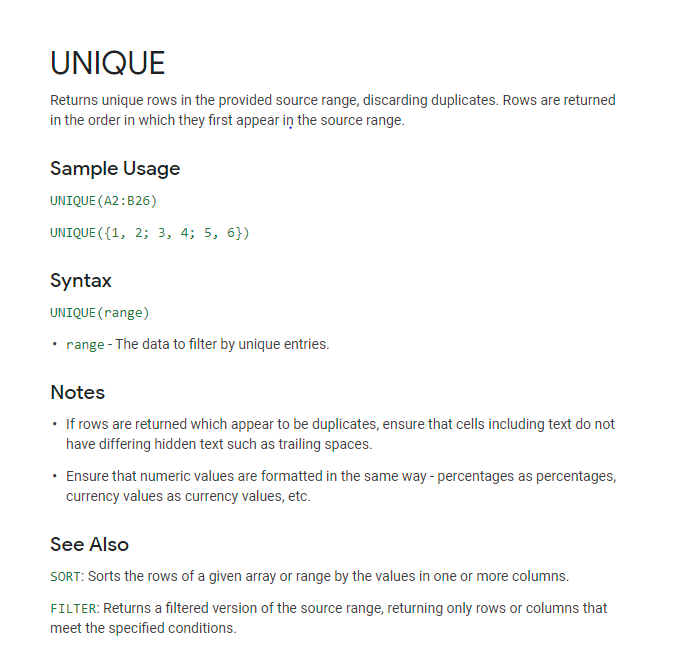 UNIQUE
Returns unique rows in the provided source range, discarding duplicates. Rows are returned
in the order in which they first appear in the source range.
Sample Usage
UNIQUE(A2:B26)
UNIQUE({1, 2; 3, 4; 5, 6})
Syntax
UNIQUE(range)
• range - The data to filter by unique entries.
Notes
• If rows are returned which appear to be duplicates, ensure that cells including text do not
have differing hidden text such as trailing spaces.
• Ensure that numeric values are formatted in the same way - percentages as percentages,
currency values as currency values, etc.
See Also
SORT: Sorts the rows of a given array or range by the values in one or more columns.
FILTER: Returns a filtered version of the source range, returning only rows or columns that
meet the specified conditions.